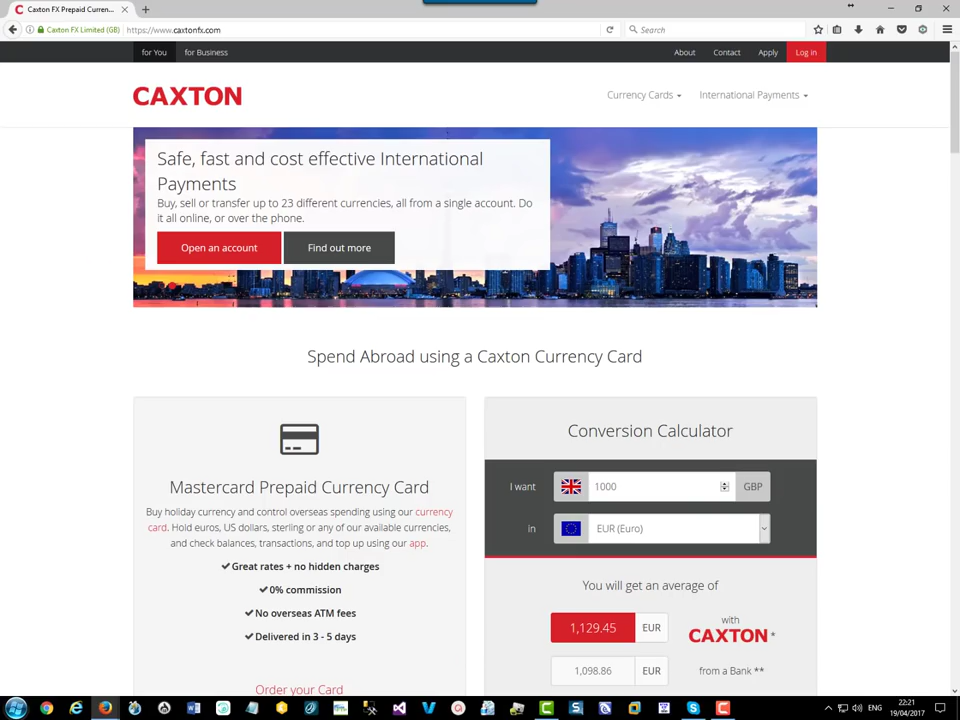 Caxton FX Prepaid Curren...
Caxton FX Limited (GB)
https://www.caxtonfx.com
Search
for You
for Business
About
Contact
Apply
Log in
CAXTON
Currency Cards
International Payments
Safe, fast and cost effective International
Payments
Buy, sell or transfer up to 23 different currencies, all from a single account. Do
it all online, or over the phone.
Open an account
Find out more
Spend Abroad using a Caxton Currency Card
Mastercard Prepaid Currency Card
Buy holiday currency and control overseas spending using our currency
card. Hold euros, US dollars, sterling or any of our available currencies,
and check balances, transactions, and top up using our app.
Great rates + no hidden charges
0% commission
No overseas ATM fees
Delivered in 3 - 5 days
Order your Card
Conversion Calculator
I want
1000
GBP
in
EUR (Euro)
You will get an average of
1,129.45
EUR
with
CAXTON *
1,098.86
EUR
from a Bank **
ENG
22:21
19/04/2017